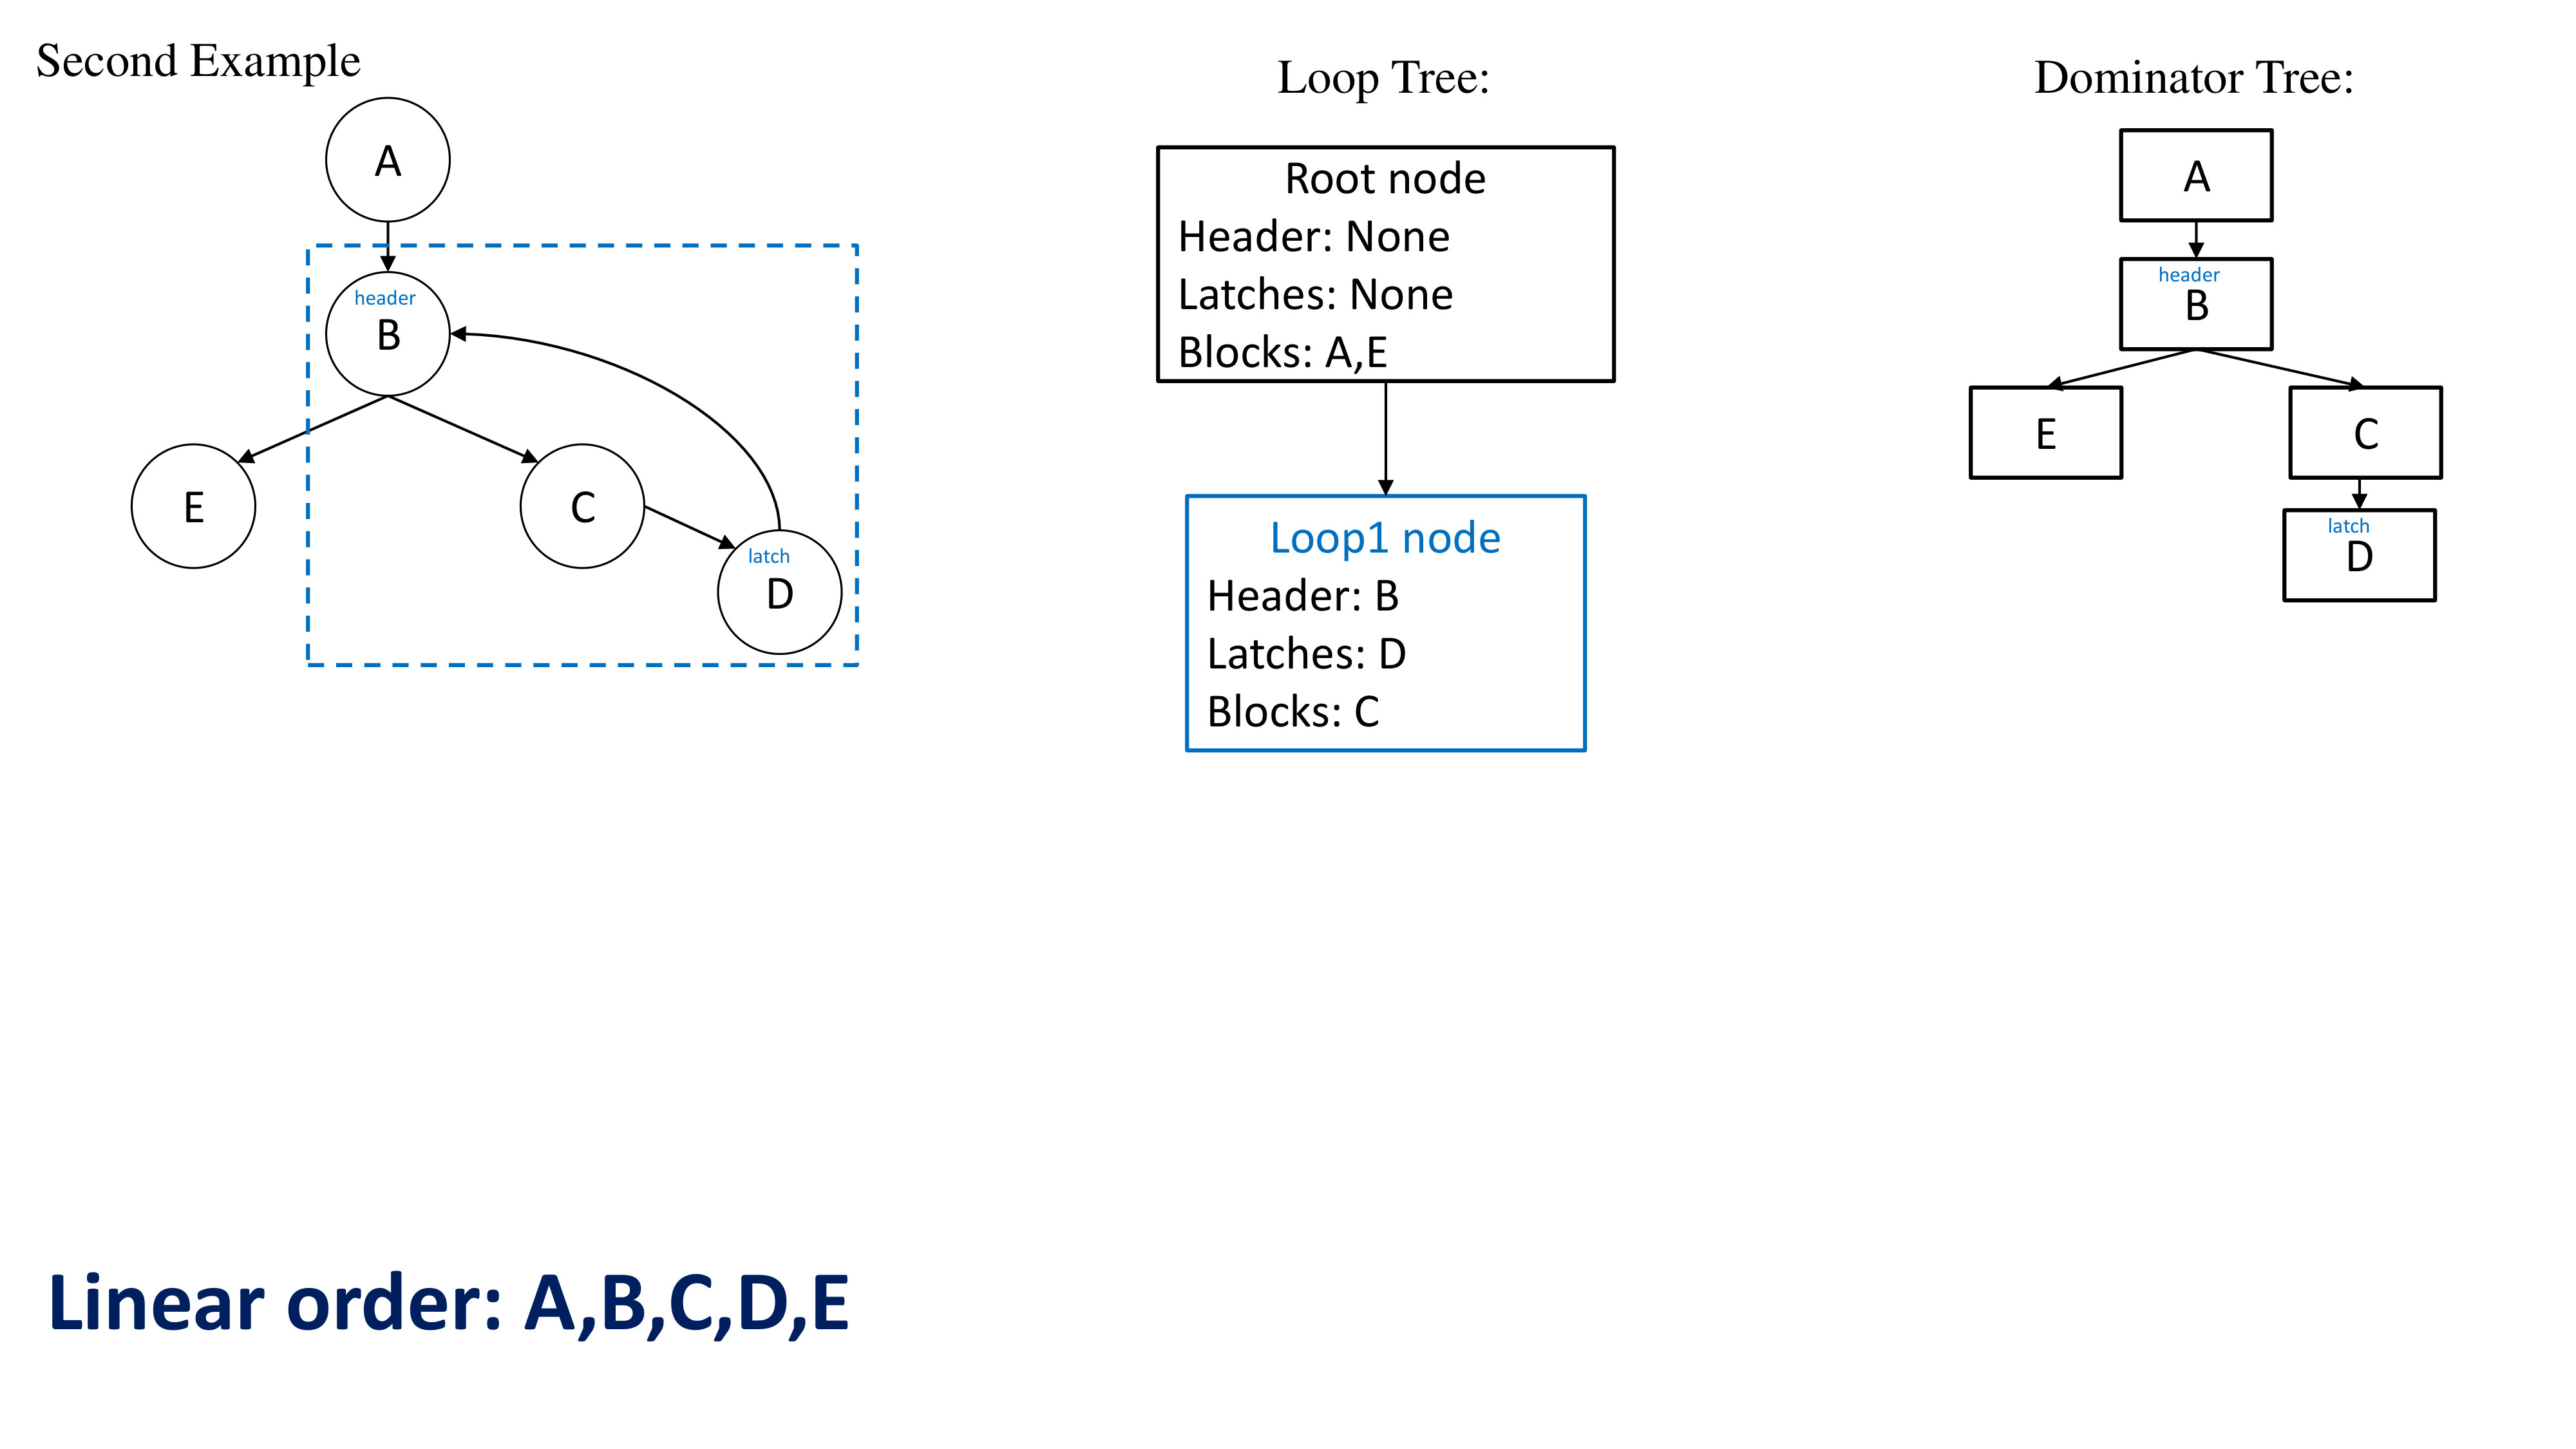 Second Example
A
header
B
E
C
latch
D
Loop Tree:
Root node
Header: None
Latches: None
Blocks: A,E
Loop1 node
Header: B
Latches: D
Blocks: C
Dominator Tree:
A
header
B
E
C
latch
D
Linear order: A,B,C,D,E